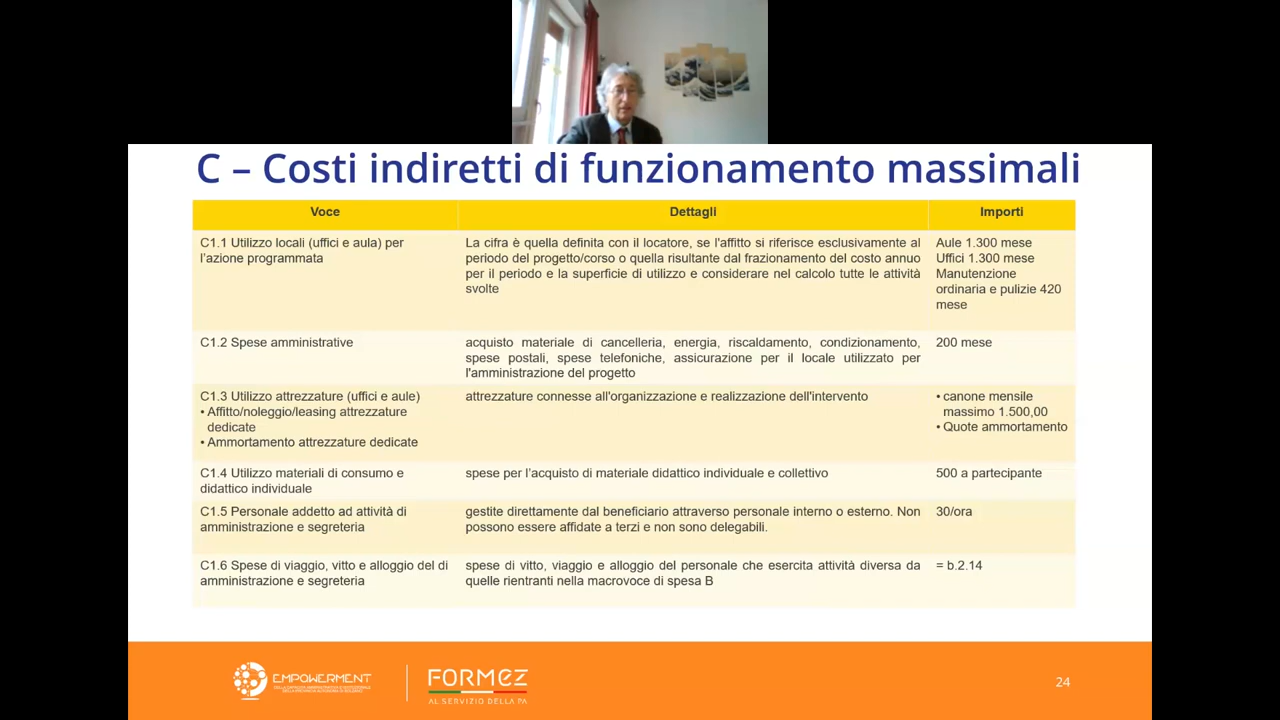 C – Costi indiretti di funzionamento massimali
Voce
Dettagli
Importi
C1.1 Utilizzo locali (uffici e aula) per
l'azione programmata
La cifra è quella definita con il locatore, se l'affitto si riferisce esclusivamente al
periodo del progetto/corso o quella risultante dal frazionamento del costo annuo
per il periodo e la superficie di utilizzo e considerare nel calcolo tutte le attività
svolte
Aule 1.300 mese
Uffici 1.300 mese
Manutenzione
ordinaria e pulizie 420
mese
C1.2 Spese amministrative
acquisto materiale di cancelleria, energia, riscaldamento, condizionamento,
spese postali, spese telefoniche, assicurazione per il locale utilizzato per
l'amministrazione del progetto
200 mese
C1.3 Utilizzo attrezzature (uffici e aule)
• Affitto/noleggio/leasing attrezzature
dedicate
• Ammortamento attrezzature dedicate
attrezzature connesse all'organizzazione e realizzazione dell'intervento
• canone mensile
massimo 1.500,00
• Quote ammortamento
C1.4 Utilizzo materiali di consumo e
didattico individuale
spese per l'acquisto di materiale didattico individuale e collettivo
500 a partecipante
C1.5 Personale addetto ad attività di
amministrazione e segreteria
gestite direttamente dal beneficiario attraverso personale interno o esterno. Non
possono essere affidate a terzi e non sono delegabili.
30/ora
C1.6 Spese di viaggio, vitto e alloggio del di
amministrazione e segreteria
spese di vitto, viaggio e alloggio del personale che esercita attività diversa da
quelle rientranti nella macrovoce di spesa B
= b.2.14
EMPOWERMENT
FORMEZ
AL SERVIZIO DELLA PA
24